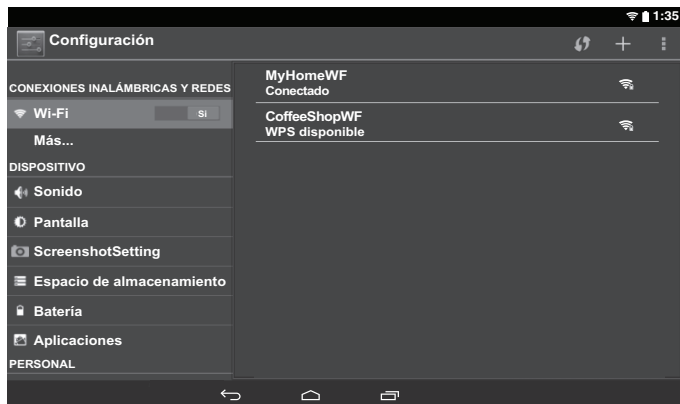 1:35
Configuración
CONEXIONES INALÁMBRICAS Y REDES
Wi-Fi
Si
Más...
DISPOSITIVO
Sonido
Pantalla
ScreenshotSetting
Espacio de almacenamiento
Batería
Aplicaciones
PERSONAL
MyHomeWF
Conectado
CoffeeShopWF
WPS disponible